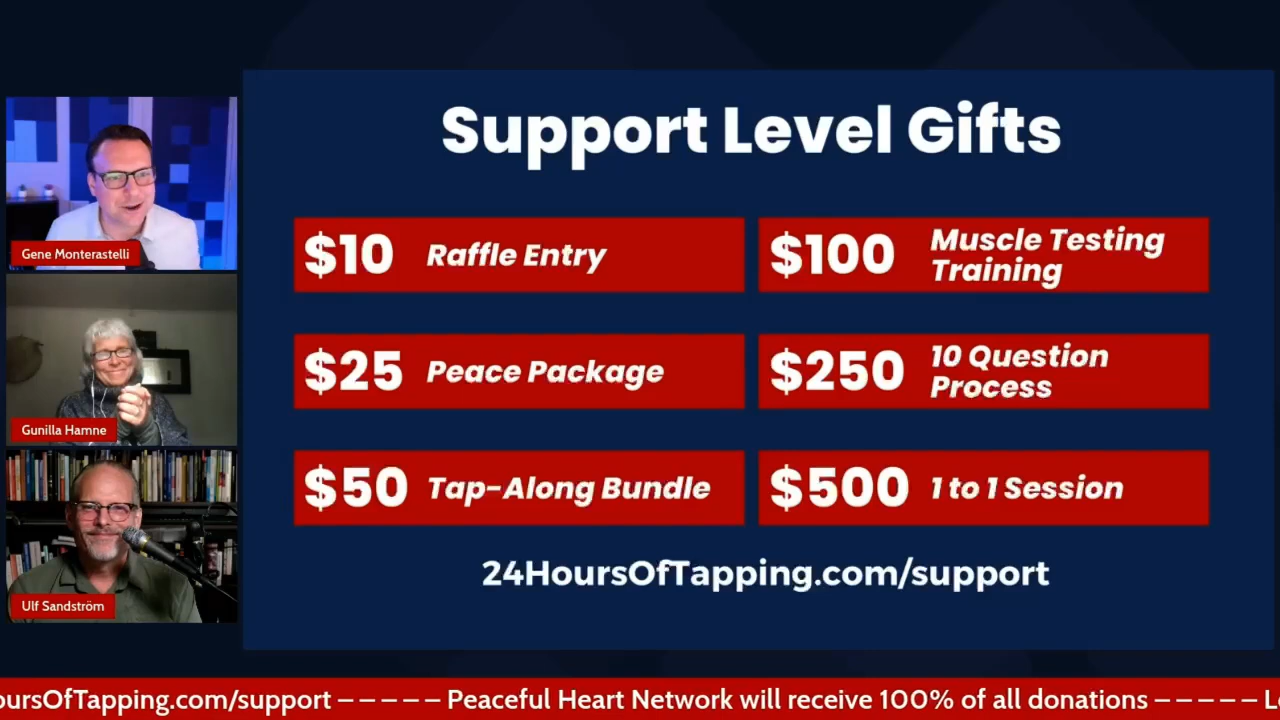 Support Level Gifts
$10 Raffle Entry
$100 Muscle Testing
Training
$25 Peace Package
$250 10 Question
Process
$50 Tap-Along Bundle
$500 1 to 1 Session
24HoursOfTapping.com/support
Gene Monterastelli
Gunilla Hamne
Ulf Sandström
oursOfTapping.com/support ––––– Peaceful Heart Network will receive 100% of all donations –––––